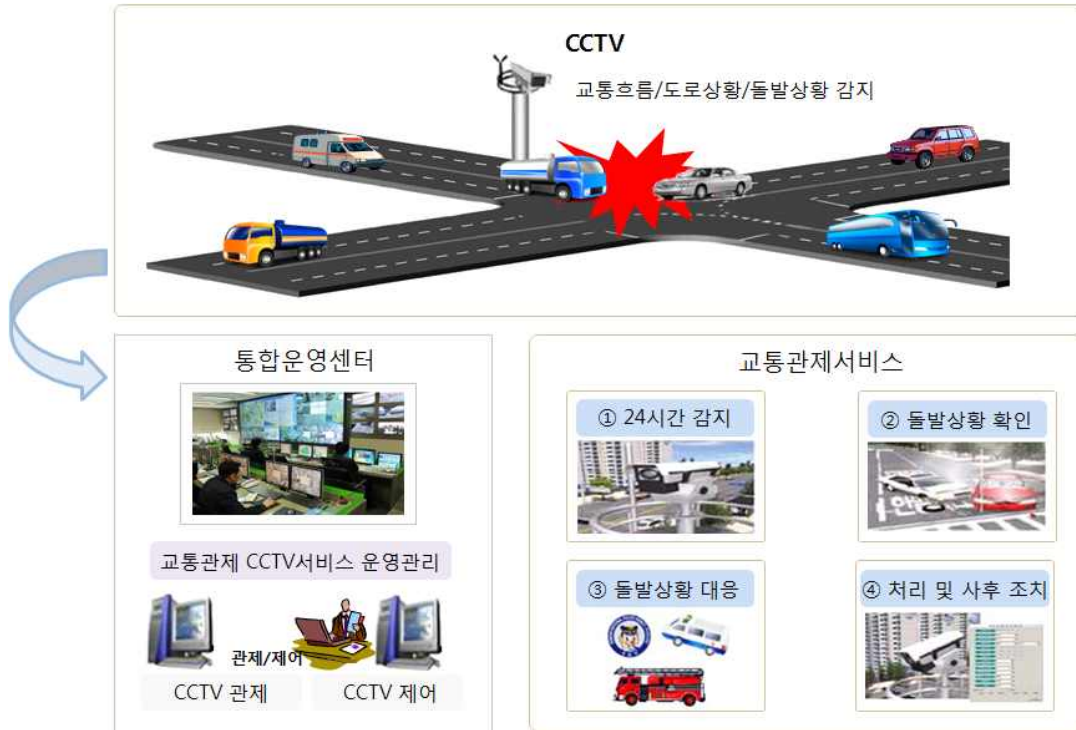 CCTV
교통흐름/도로상황/돌발상황 감지
통합운영센터
교통관제 CCTV서비스 운영관리
관제/제어
CCTV 관제
CCTV 제어
교통관제서비스
① 24시간 감지
② 돌발상황 확인
③ 돌발상황 대응
④ 처리 및 사후 조치